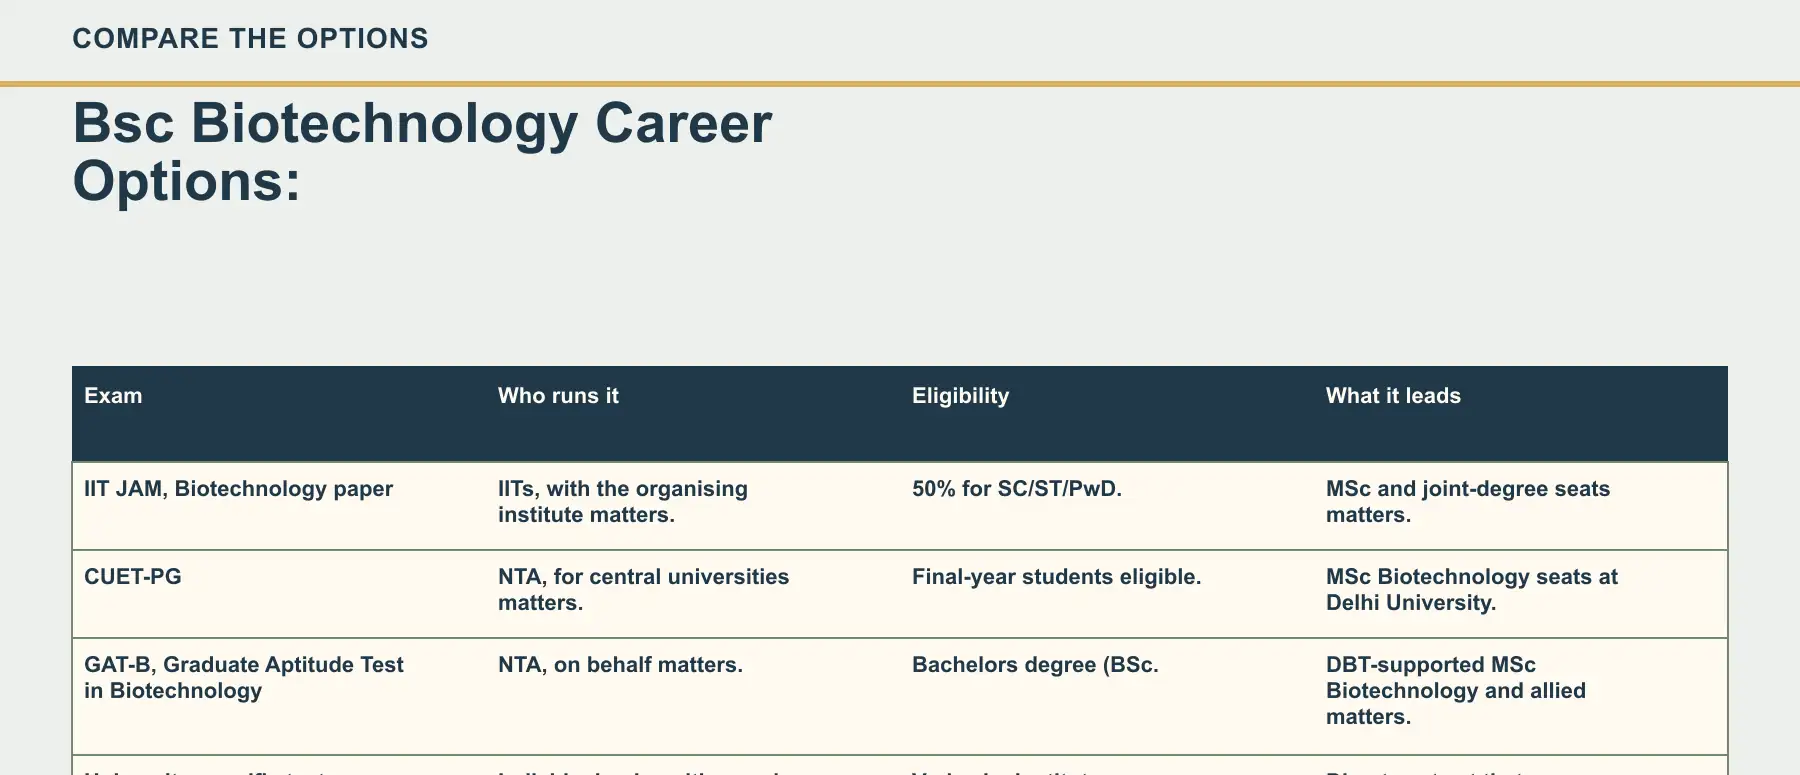 COMPARE THE OPTIONS
Bsc Biotechnology Career
Options:
Exam
Who runs it
Eligibility
What it leads
IIT JAM, Biotechnology paper
IITs, with the organising
institute matters.
50% for SC/ST/PwD.
MSc and joint-degree seats
matters.
CUET-PG
NTA, for central universities
matters.
Final-year students eligible.
MSc Biotechnology seats at
Delhi University.
GAT-B, Graduate Aptitude Test
in Biotechnology
NTA, on behalf matters.
Bachelors degree (BSc.
DBT-supported MSc
Biotechnology and allied
matters.